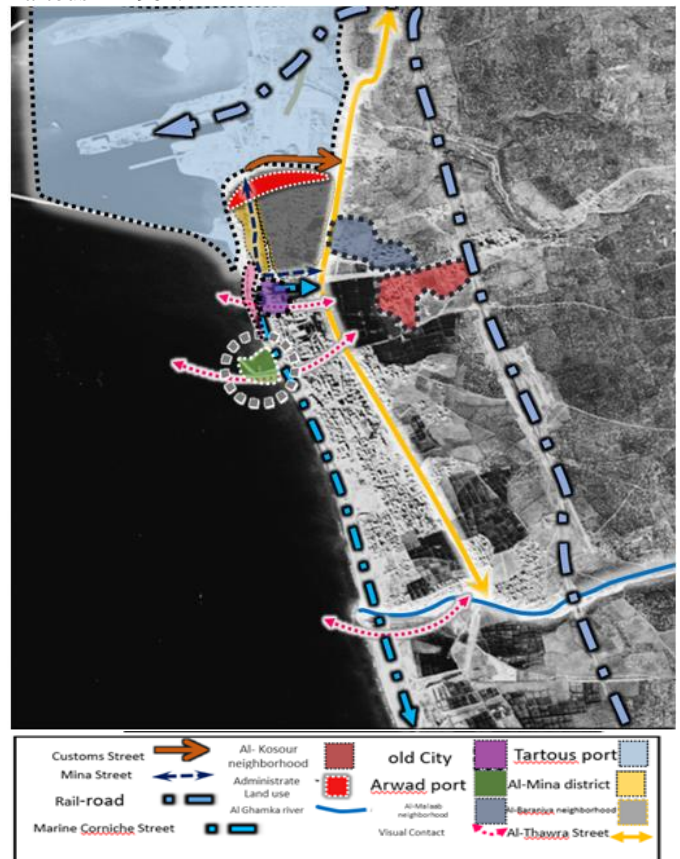 Customs Street
Al- Kosour
neighborhood
old City
Tartous port
Mina Street
Administrate
Land use
Arwad port
Al-Mina district
Rail-road
Al Ghamka river
Al-Malaab
neighborhood
Al-Baraniya neighborhood
Marine Corniche Street
Visual Contact
Al-Thawra Street